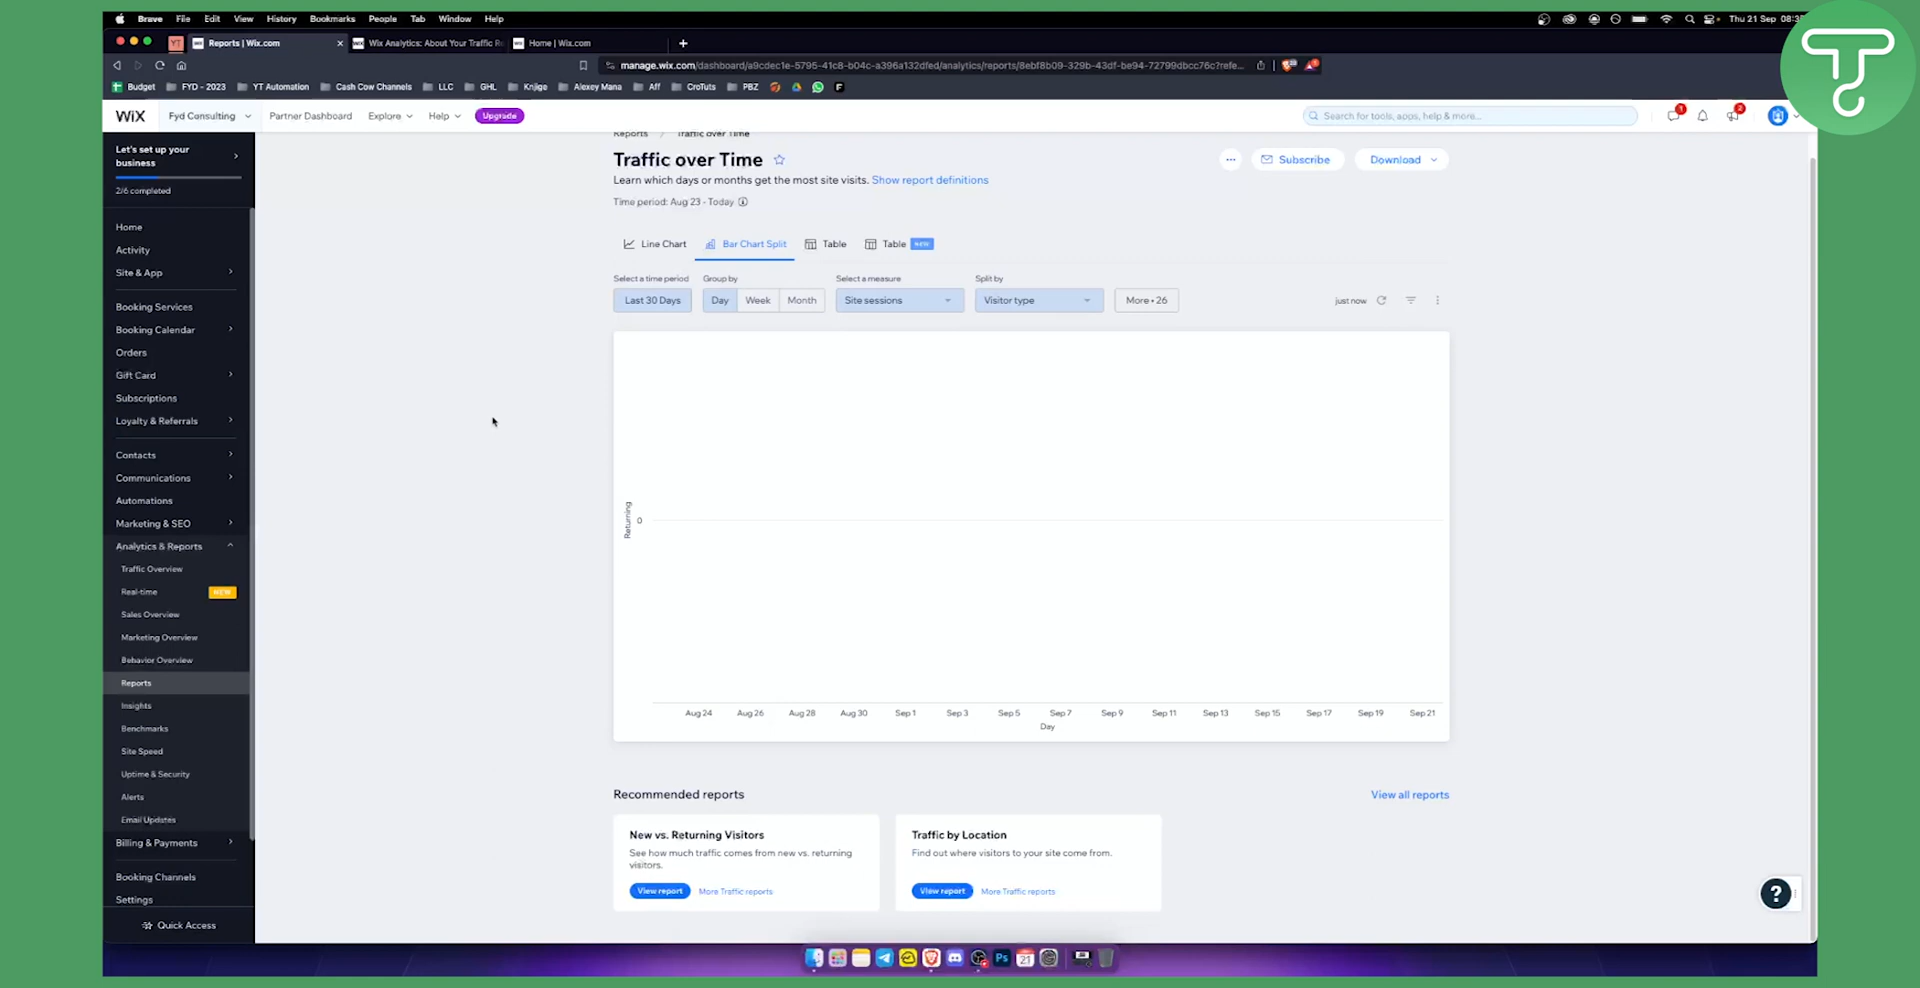 Brave File Edit View History Bookmarks People Tab Window Help
Thu 21 Sep
YT Reports | Wix.com
Wix Analytics: About Your Traffic
Home | Wix.com
manage.wix.com/dashboard/a9cdec1e-5795-41c8-b04c-a396a132dfed/analytics/reports/8ebf8b09-329b-43df-be94-72799dbcc76c?refe...
Budget FYD - 2023 YT Automation Cash Cow Channels LLC GHL Knjige Alexey Mana Aff CroTuts PBZ
WiX Fyd Consulting Partner Dashboard Explore Help Upgrade
Search for tools, apps, help & more...
1
2
Let's set up your
business
2/6 completed
Home
Activity
Site & App
Booking Services
Booking Calendar
Orders
Gift Card
Subscriptions
Loyalty & Referrals
Contacts
Communications
Automations
Marketing & SEO
Analytics & Reports
Traffic Overview
Real-time NEW
Sales Overview
Marketing Overview
Behavior Overview
Reports
Insights
Benchmarks
Site Speed
Uptime & Security
Alerts
Email Updates
Billing & Payments
Booking Channels
Settings
Quick Access
Reports / Traffic over Time
Traffic over Time
Subscribe
Download
Learn which days or months get the most site visits. Show report definitions
Time period: Aug 23 - Today
Line Chart Bar Chart Split Table Table NEW
Select a time period Group by Select a measure Split by
Last 30 Days Day Week Month Site sessions Visitor type More • 26
just now
Returning
0
Aug 24 Aug 26 Aug 28 Aug 30 Sep 1 Sep 3 Sep 5 Sep 7 Sep 9 Sep 11 Sep 13 Sep 15 Sep 17 Sep 19 Sep 21
Day
Recommended reports
View all reports
New vs. Returning Visitors
See how much traffic comes from new vs. returning
visitors.
View report More Traffic reports
Traffic by Location
Find out where visitors to your site come from.
View report More Traffic reports
?
Ps
21